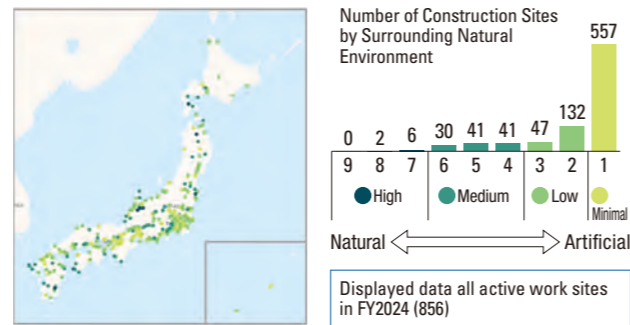 Number of Construction Sites
by Surrounding Natural
Environment
0 2 6 30 41 41 47 132 557
9 8 7 6 5 4 3 2 1
High Medium Low Minimal
Natural Artificial
Displayed data all active work sites
in FY2024 (856)